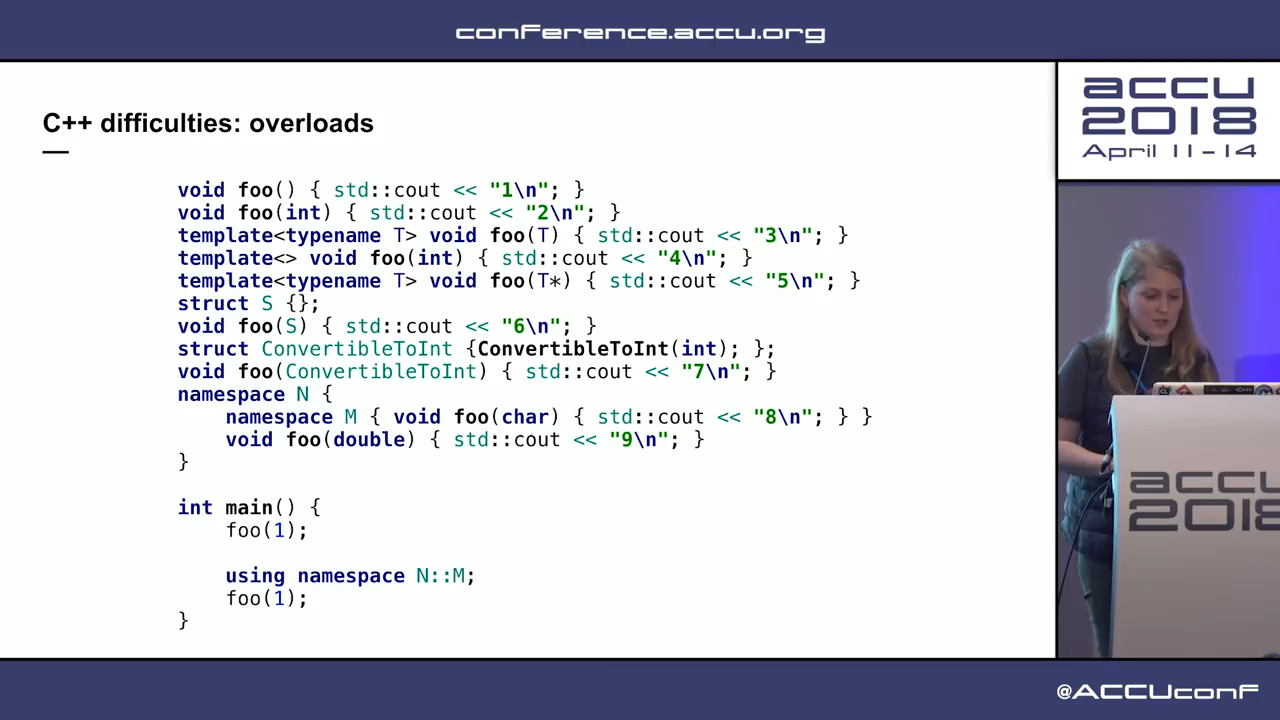 conference.accu.org
accu
2018
April 11-14
C++ difficulties: overloads
void foo() { std::cout << "1\n"; }
void foo(int) { std::cout << "2\n"; }
template<typename T> void foo(T) { std::cout << "3\n"; }
template<> void foo(int) { std::cout << "4\n"; }
template<typename T> void foo(T*) { std::cout << "5\n"; }
struct S {};
void foo(S) { std::cout << "6\n"; }
struct ConvertibleToInt {ConvertibleToInt(int); };
void foo(ConvertibleToInt) { std::cout << "7\n"; }
namespace N {
    namespace M { void foo(char) { std::cout << "8\n"; } }
    void foo(double) { std::cout << "9\n"; }
}
int main() {
    foo(1);
    using namespace N::M;
    foo(1);
}
accu
2018
@ACCUconf